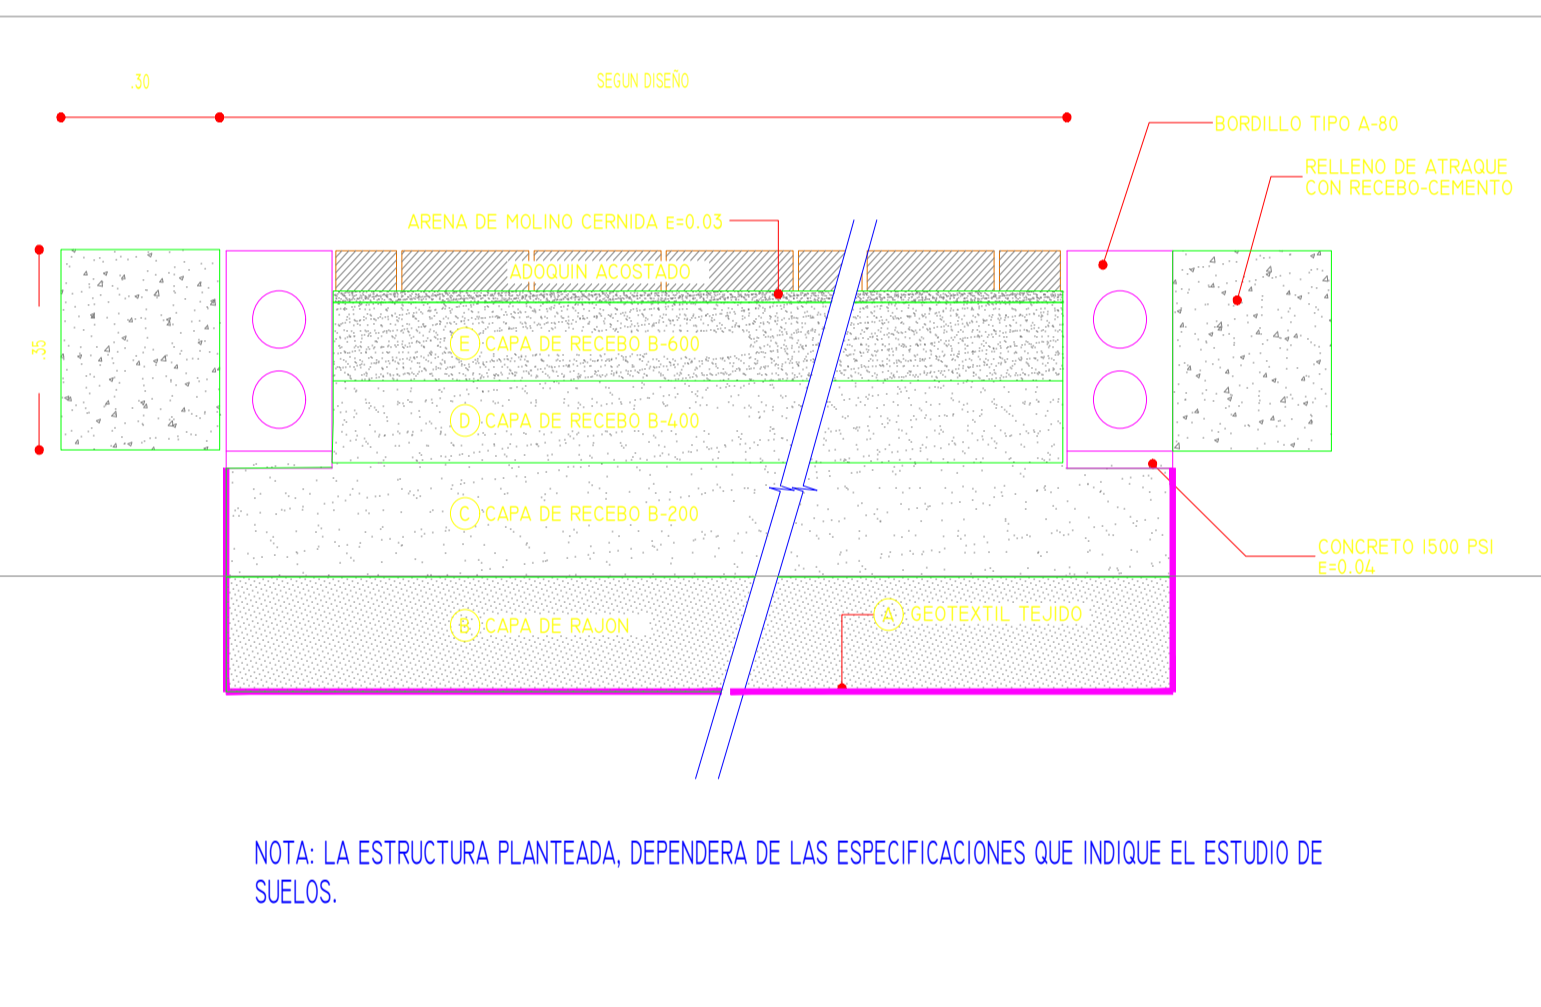 .30
SEGUN DISEÑO
BORDILLO TIPO A-80
RELLENO DE ATRAQUE
CON RECEBO-CEMENTO
ARENA DE MOLINO CERNIDA E=0.03
ADOQUIN ACOSTADO
.35
E CAPA DE RECEBO B-600
D CAPA DE RECEBO B-400
C CAPA DE RECEBO B-200
CONCRETO 1500 PSI
E=0.04
A GEOTEXTIL TEJIDO
B CAPA DE RAJON
NOTA: LA ESTRUCTURA PLANTEADA, DEPENDERA DE LAS ESPECIFICACIONES QUE INDIQUE EL ESTUDIO DE
SUELOS.